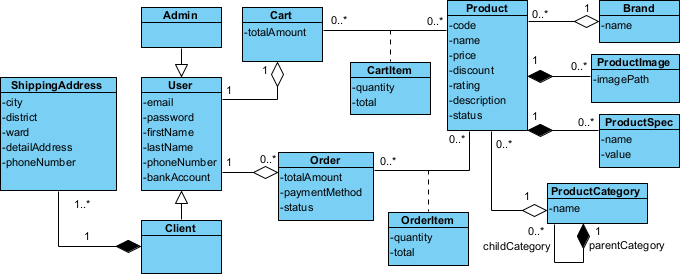 Admin
Cart
-totalAmount
0..*
0..*
Product
-code
-name
-price
-discount
-rating
-description
-status
0..*
1
Brand
-name
CartItem
-quantity
-total
1
0..*
ProductImage
-imagePath
ShippingAddress
-city
-district
-ward
-detailAddress
-phoneNumber
User
-email
-password
-firstName
-lastName
-phoneNumber
-bankAccount
1
1
1
0..*
ProductSpec
-name
-value
1
0..*
Order
-totalAmount
-paymentMethod
-status
0..*
0..*
0..*
1
ProductCategory
-name
1..*
1
Client
OrderItem
-quantity
-total
0..*
1
childCategory
parentCategory